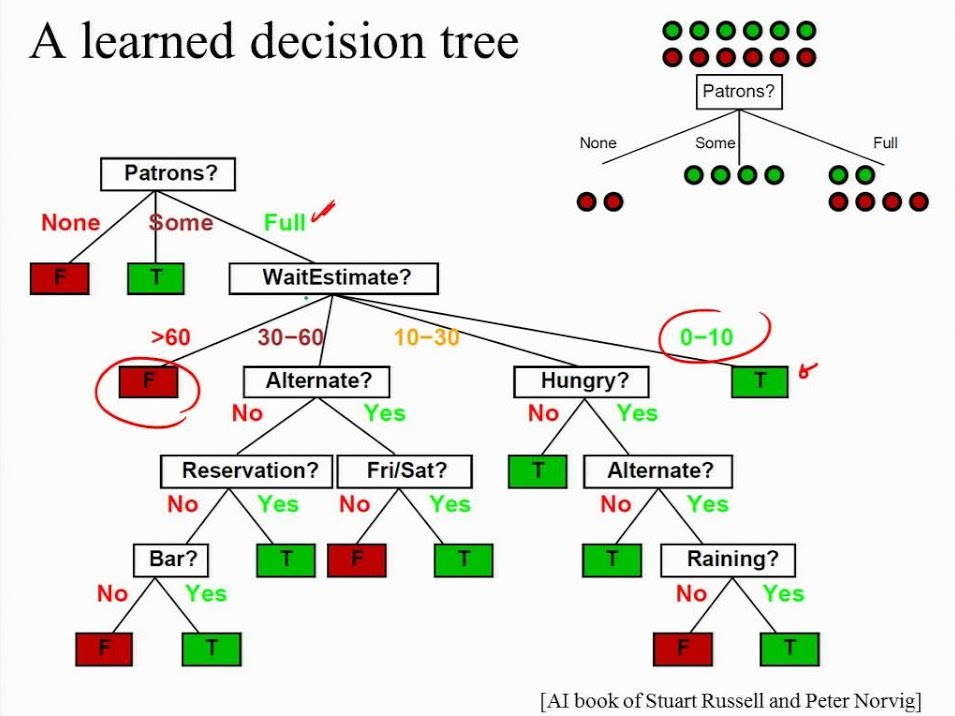 A learned decision tree
Patrons?
None Some Full
Patrons?
None Some Full
F T WaitEstimate?
>60 30−60 10−30 0−10
F Alternate? Hungry? T
No Yes No Yes
Reservation? Fri/Sat? T Alternate?
No Yes No Yes No Yes
Bar? T F T T Raining?
No Yes No Yes
F T F T
[AI book of Stuart Russell and Peter Norvig]